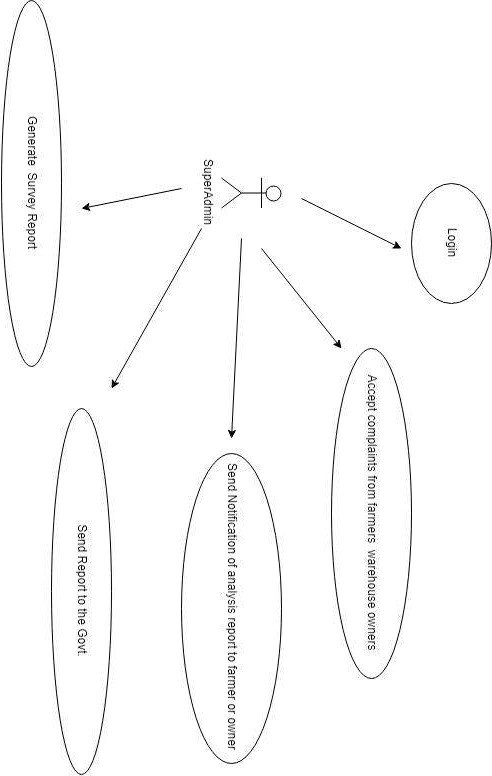 Login
SuperAdmin
Accept complaints from farmers warehouse owners
Send Notification of analysis report to farmer or owner
Send Report to the Govt.
Generate Survey Report